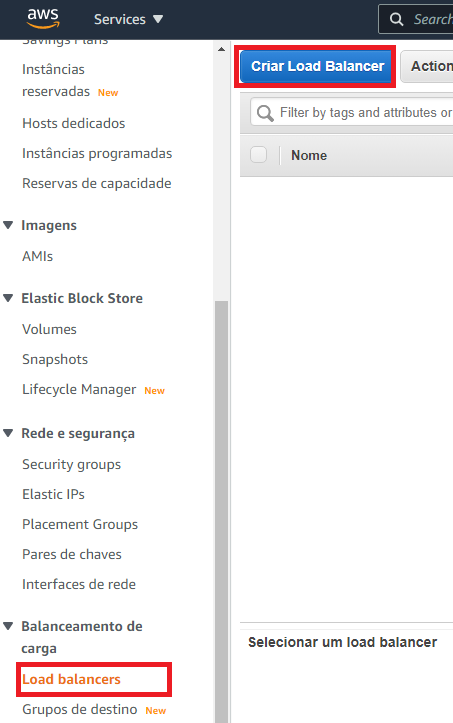 aws
Services
Search
Savings Plans
Instâncias
reservadas New
Hosts dedicados
Instâncias programadas
Reservas de capacidade
Imagens
AMIs
Elastic Block Store
Volumes
Snapshots
Lifecycle Manager New
Rede e segurança
Security groups
Elastic IPs
Placement Groups
Pares de chaves
Interfaces de rede
Balanceamento de
carga
Load balancers
Grupos de destino New
Criar Load Balancer
Action
Filter by tags and attributes or
Nome
Selecionar um load balancer